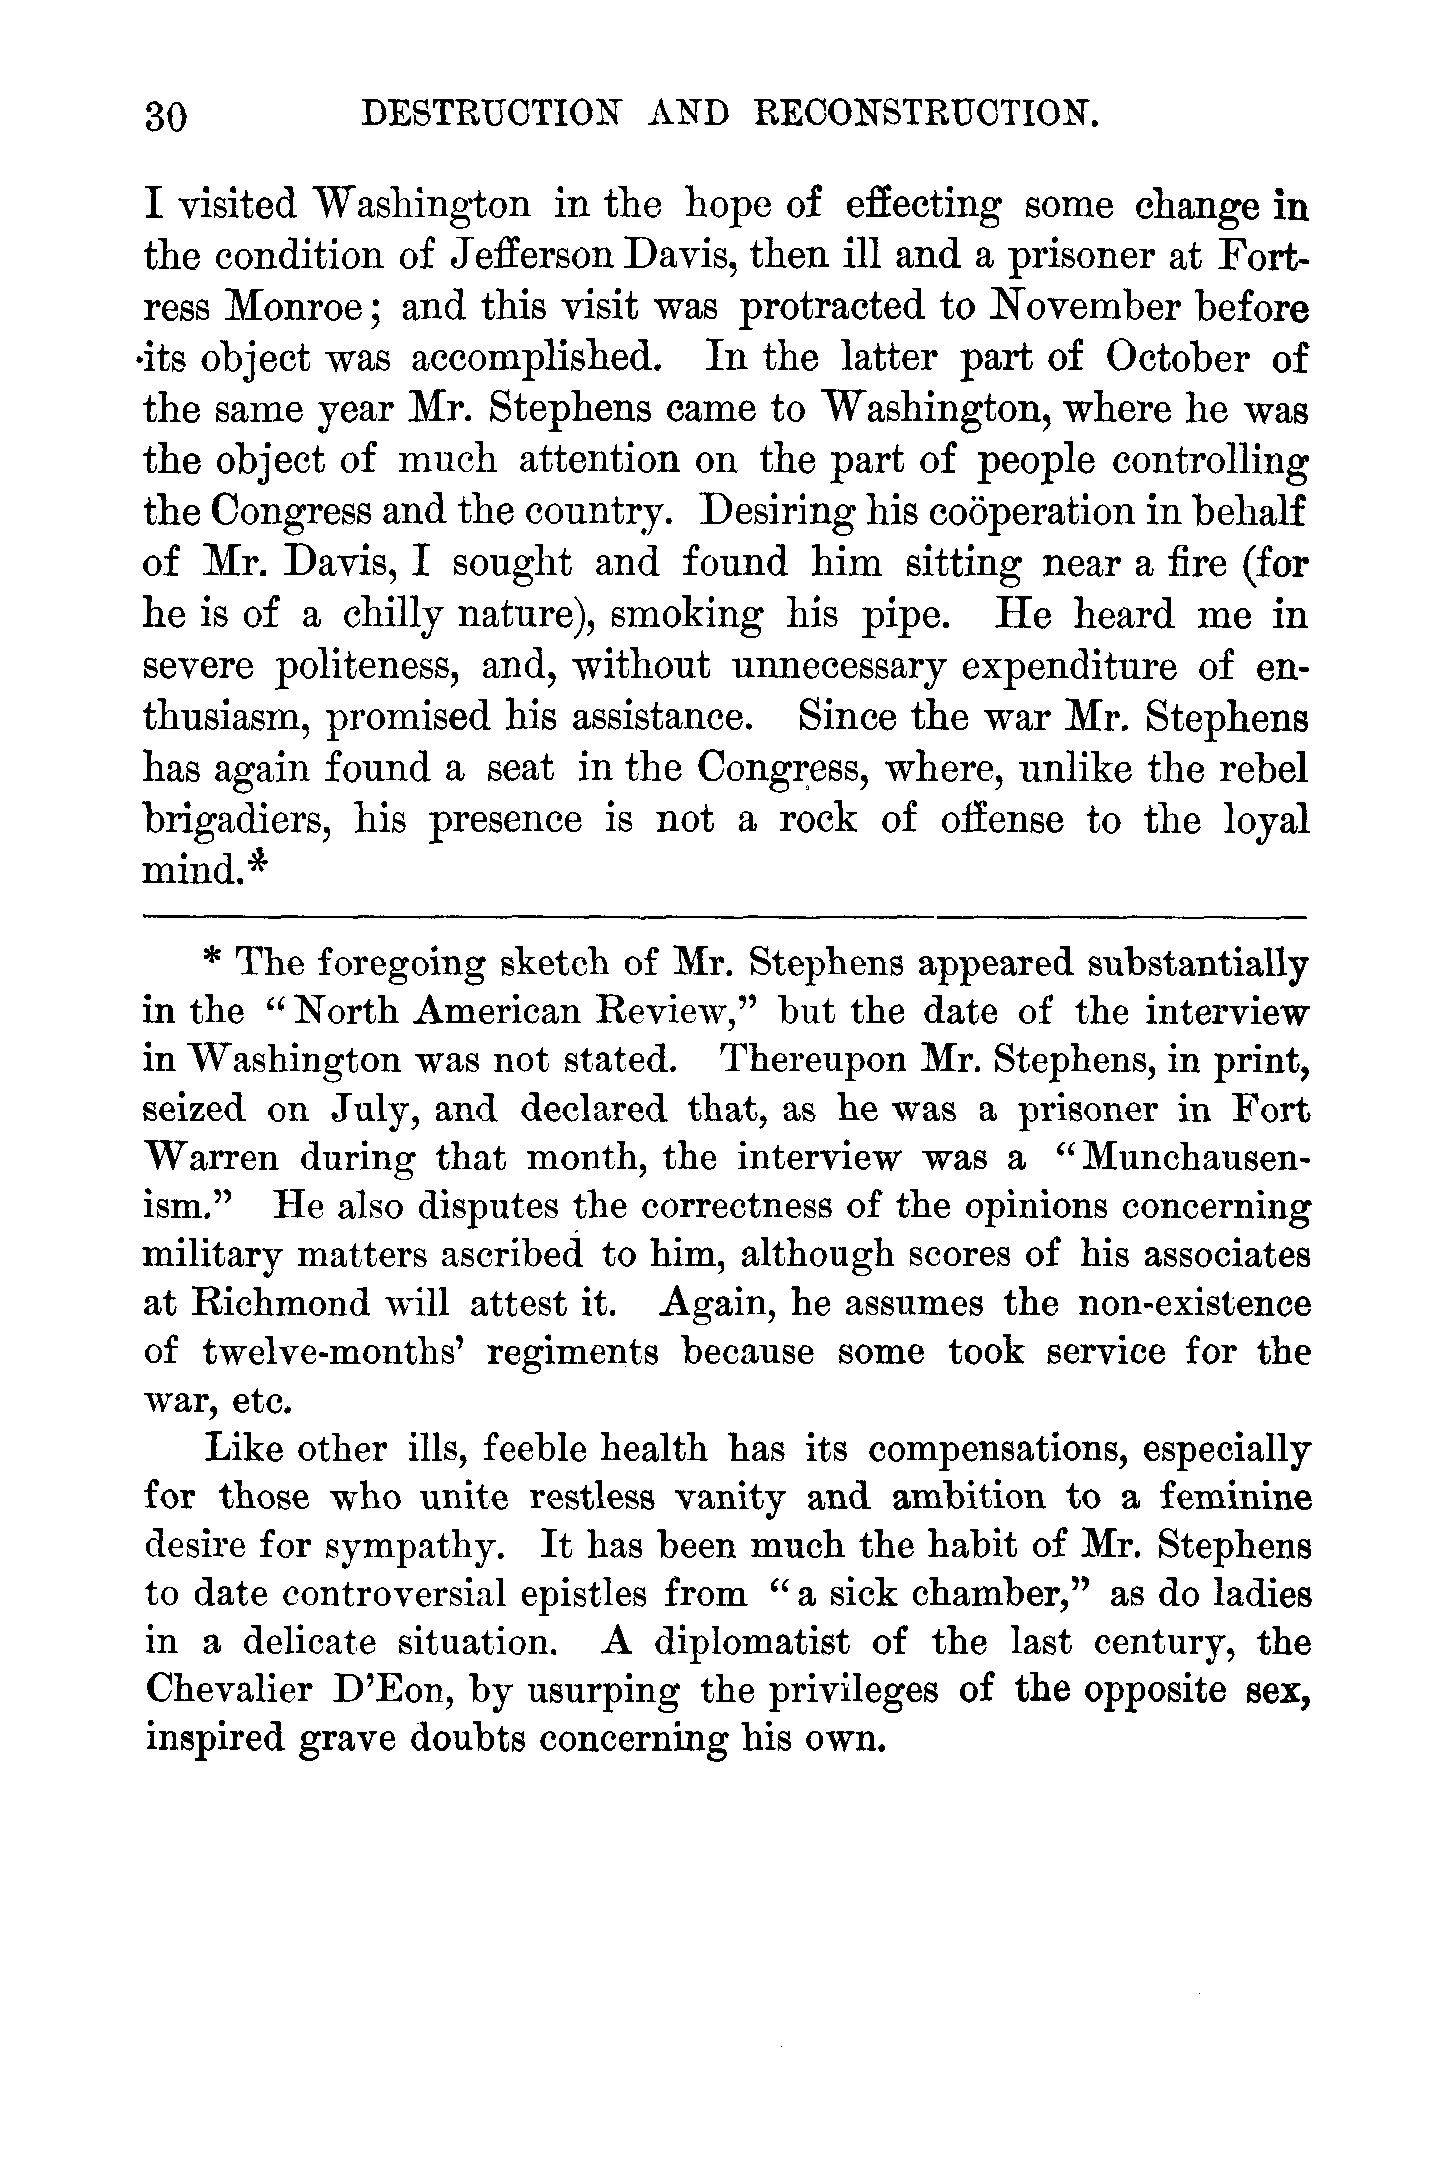 30 DESTRUCTION AND RECONSTRUCTION.
I visited Washington in the hope of effecting some change in
the condition of Jefferson Davis, then ill and a prisoner at Fort-
ress Monroe; and this visit was protracted to November before
its object was accomplished. In the latter part of October of
the same year Mr. Stephens came to Washington, where he was
the object of much attention on the part of people controlling
the Congress and the country. Desiring his coöperation in behalf
of Mr. Davis, I sought and found him sitting near a fire (for
he is of a chilly nature), smoking his pipe. He heard me in
severe politeness, and, without unnecessary expenditure of en-
thusiasm, promised his assistance. Since the war Mr. Stephens
has again found a seat in the Congress, where, unlike the rebel
brigadiers, his presence is not a rock of offense to the loyal
mind.*
* The foregoing sketch of Mr. Stephens appeared substantially
in the "North American Review," but the date of the interview
in Washington was not stated. Thereupon Mr. Stephens, in print,
seized on July, and declared that, as he was a prisoner in Fort
Warren during that month, the interview was a "Munchausen-
ism." He also disputes the correctness of the opinions concerning
military matters ascribed to him, although scores of his associates
at Richmond will attest it. Again, he assumes the non-existence
of twelve-months' regiments because some took service for the
war, etc.
Like other ills, feeble health has its compensations, especially
for those who unite restless vanity and ambition to a feminine
desire for sympathy. It has been much the habit of Mr. Stephens
to date controversial epistles from "a sick chamber," as do ladies
in a delicate situation. A diplomatist of the last century, the
Chevalier D'Eon, by usurping the privileges of the opposite sex,
inspired grave doubts concerning his own.